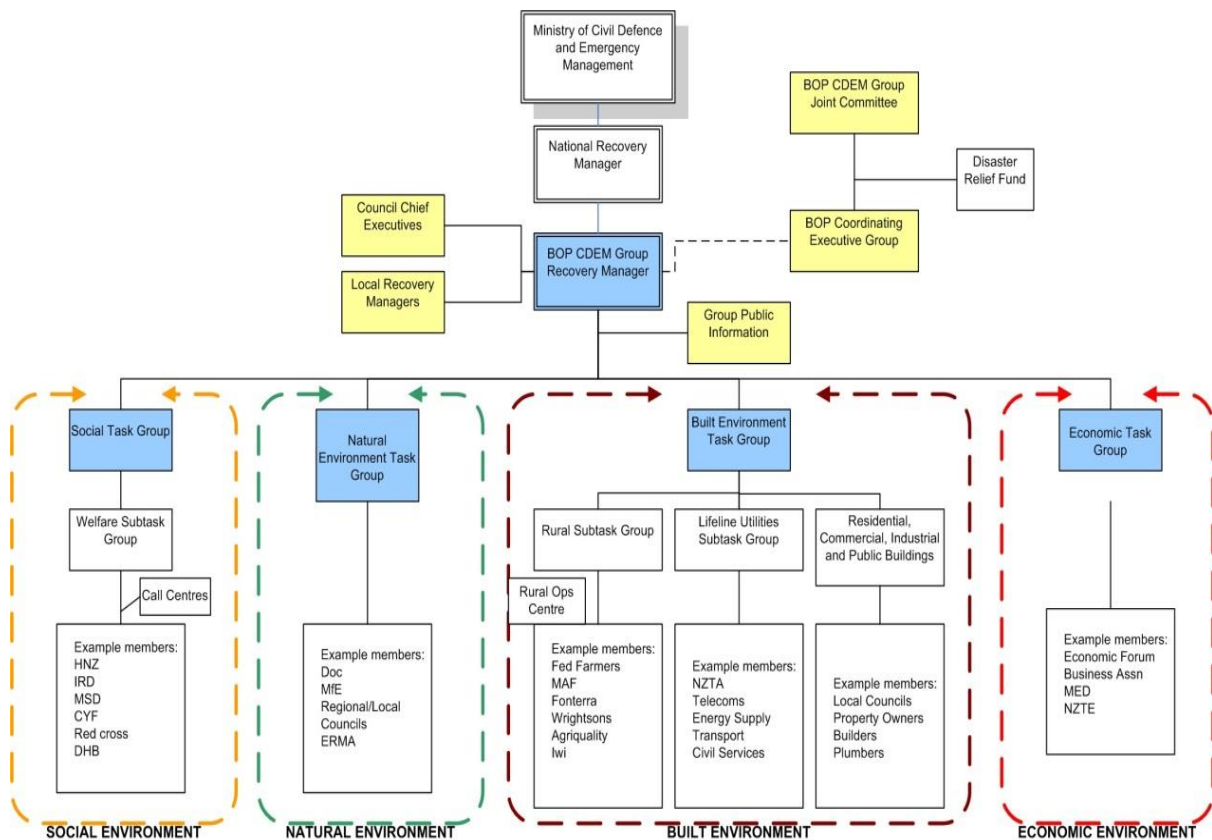 Ministry of Civil Defence
and Emergency
Management
BOP CDEM Group
Joint Committee
National Recovery
Manager
Disaster
Relief Fund
Council Chief
Executives
BOP Coordinating
Executive Group
BOP CDEM Group
Recovery Manager
Local Recovery
Managers
Group Public
Information
Social Task Group
Natural
Environment Task
Group
Built Environment
Task Group
Economic Task
Group
Welfare Subtask
Group
Rural Subtask Group
Lifeline Utilities
Subtask Group
Residential,
Commercial, Industrial
and Public Buildings
Call Centres
Rural Ops
Centre
Example members:
HNZ
IRD
MSD
CYF
Red cross
DHB
Example members:
Doc
MfE
Regional/Local
Councils
ERMA
Example members:
Fed Farmers
MAF
Fonterra
Wrightsons
Agriquality
Iwi
Example members:
NZTA
Telecoms
Energy Supply
Transport
Civil Services
Example members:
Local Councils
Property Owners
Builders
Plumbers
Example members:
Economic Forum
Business Assn
MED
NZTE
SOCIAL ENVIRONMENT
NATURAL ENVIRONMENT
BUILT ENVIRONMENT
ECONOMIC ENVIRONMENT